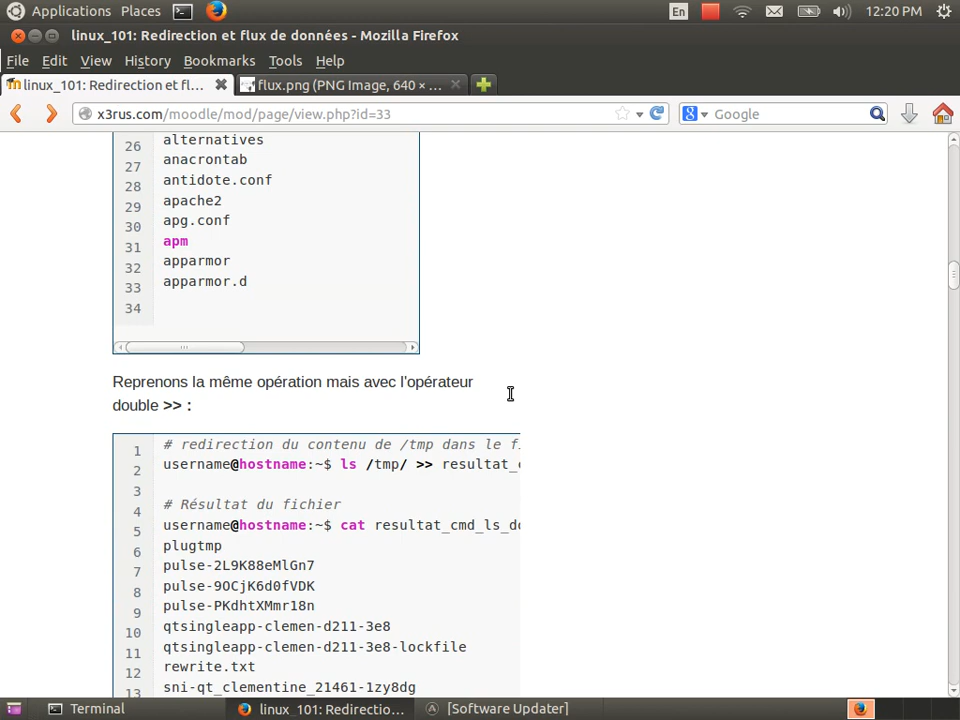 Applications Places En 12:20 PM
linux_101: Redirection et flux de données - Mozilla Firefox
File Edit View History Bookmarks Tools Help
linux_101: Redirection et fl... flux.png (PNG Image, 640 × ...
x3rus.com/moodle/mod/page/view.php?id=33 Google
26 alternatives
27 anacrontab
28 antidote.conf
29 apache2
30 apg.conf
31 apm
32 apparmor
33 apparmor.d
34
Reprenons la même opération mais avec l'opérateur
double >> :
1 # redirection du contenu de /tmp dans le f
2 username@hostname:~$ ls /tmp/ >> resultat_c
3
4 # Résultat du fichier
5 username@hostname:~$ cat resultat_cmd_ls_do
6 plugtmp
7 pulse-2L9K88eMlGn7
8 pulse-9OCjK6d0fVDK
9 pulse-PKdhtXMmr18n
10 qtsingleapp-clemen-d211-3e8
11 qtsingleapp-clemen-d211-3e8-lockfile
12 rewrite.txt
13 sni-qt_clementine_21461-1zy8dg
Terminal linux_101: Redirectio... [Software Updater]